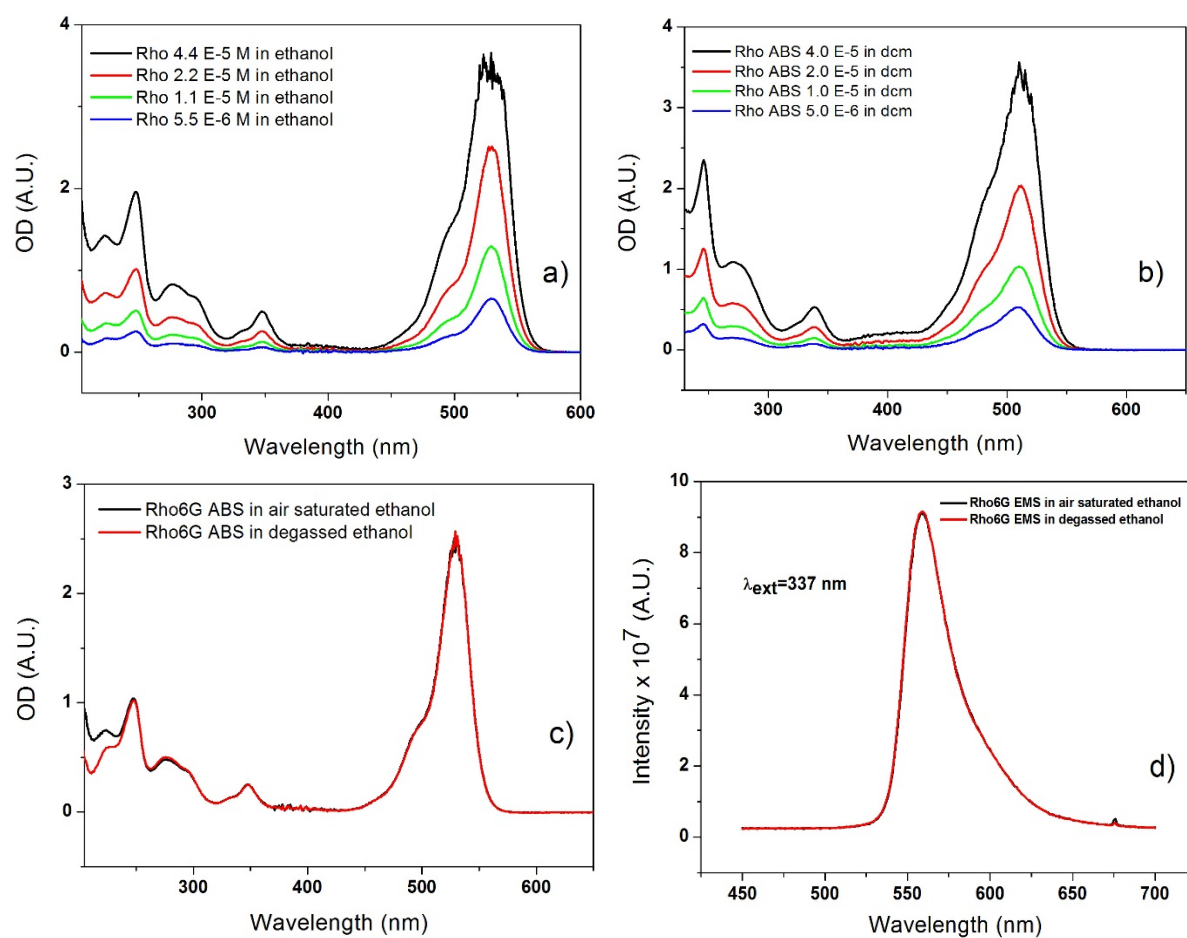 4
Rho 4.4 E-5 M in ethanol
Rho 2.2 E-5 M in ethanol
Rho 1.1 E-5 M in ethanol
Rho 5.5 E-6 M in ethanol
2
0
OD (A.U.)
a)
300
400
500
600
Wavelength (nm)
4
Rho ABS 4.0 E-5 in dcm
Rho ABS 2.0 E-5 in dcm
Rho ABS 1.0 E-5 in dcm
Rho ABS 5.0 E-6 in dcm
3
2
1
0
OD (A.U.)
b)
300
400
500
600
Wavelength (nm)
3
Rho6G ABS in air saturated ethanol
Rho6G ABS in degassed ethanol
2
1
0
OD (A.U.)
c)
300
400
500
600
Wavelength (nm)
10
Rho6G EMS in air saturated ethanol
Rho6G EMS in degassed ethanol
8
λext=337 nm
6
4
2
0
Intensity x 10^7 (A.U.)
d)
450
500
550
600
650
700
Wavelength (nm)